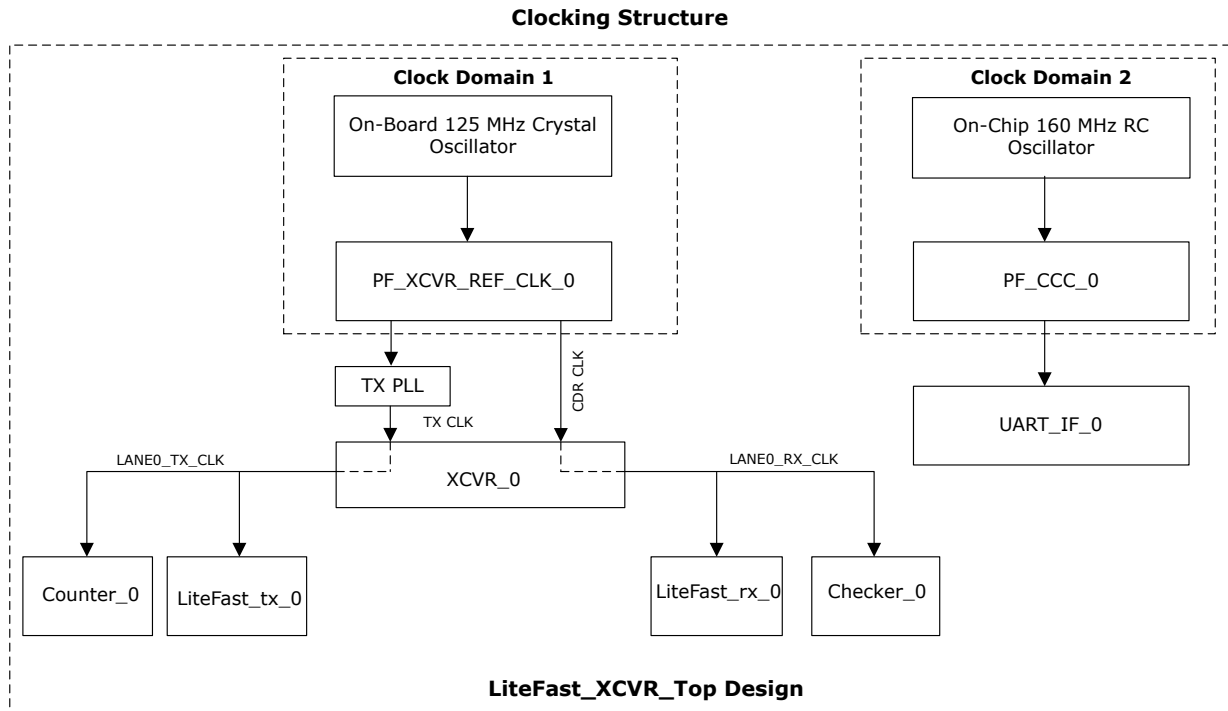 Clocking Structure
Clock Domain 1
Clock Domain 2
On-Board 125 MHz Crystal
Oscillator
On-Chip 160 MHz RC
Oscillator
PF_XCVR_REF_CLK_0
PF_CCC_0
TX PLL
CDR CLK
TX CLK
UART_IF_0
LANE0_TX_CLK
XCVR_0
LANE0_RX_CLK
Counter_0
LiteFast_tx_0
LiteFast_rx_0
Checker_0
LiteFast_XCVR_Top Design